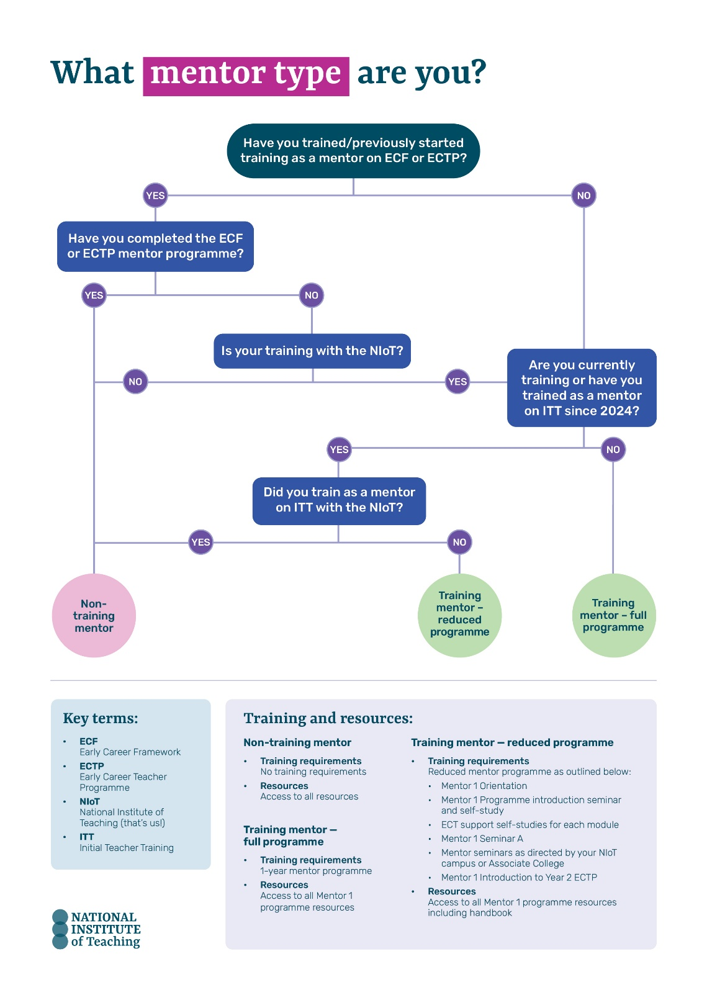 What mentor type are you?
Have you trained/previously started
training as a mentor on ECF or ECTP?
YES
NO
Have you completed the ECF
or ECTP mentor programme?
YES
NO
Is your training with the NIoT?
NO
YES
Are you currently
training or have you
trained as a mentor
on ITT since 2024?
YES
NO
Did you train as a mentor
on ITT with the NIoT?
YES
NO
Non-
training
mentor
Training
mentor –
reduced
programme
Training
mentor – full
programme
Key terms:
• ECF
Early Career Framework
• ECTP
Early Career Teacher
Programme
• NIoT
National Institute of
Teaching (that’s us!)
• ITT
Initial Teacher Training
Training and resources:
Non-training mentor
• Training requirements
No training requirements
• Resources
Access to all resources
Training mentor —
full programme
• Training requirements
1-year mentor programme
• Resources
Access to all Mentor 1
programme resources
Training mentor — reduced programme
• Training requirements
Reduced mentor programme as outlined below:
• Mentor 1 Orientation
• Mentor 1 Programme introduction seminar
and self-study
• ECT support self-studies for each module
• Mentor 1 Seminar A
• Mentor seminars as directed by your NIoT
campus or Associate College
• Mentor 1 Introduction to Year 2 ECTP
• Resources
Access to all Mentor 1 programme resources
including handbook
NATIONAL
INSTITUTE
of Teaching